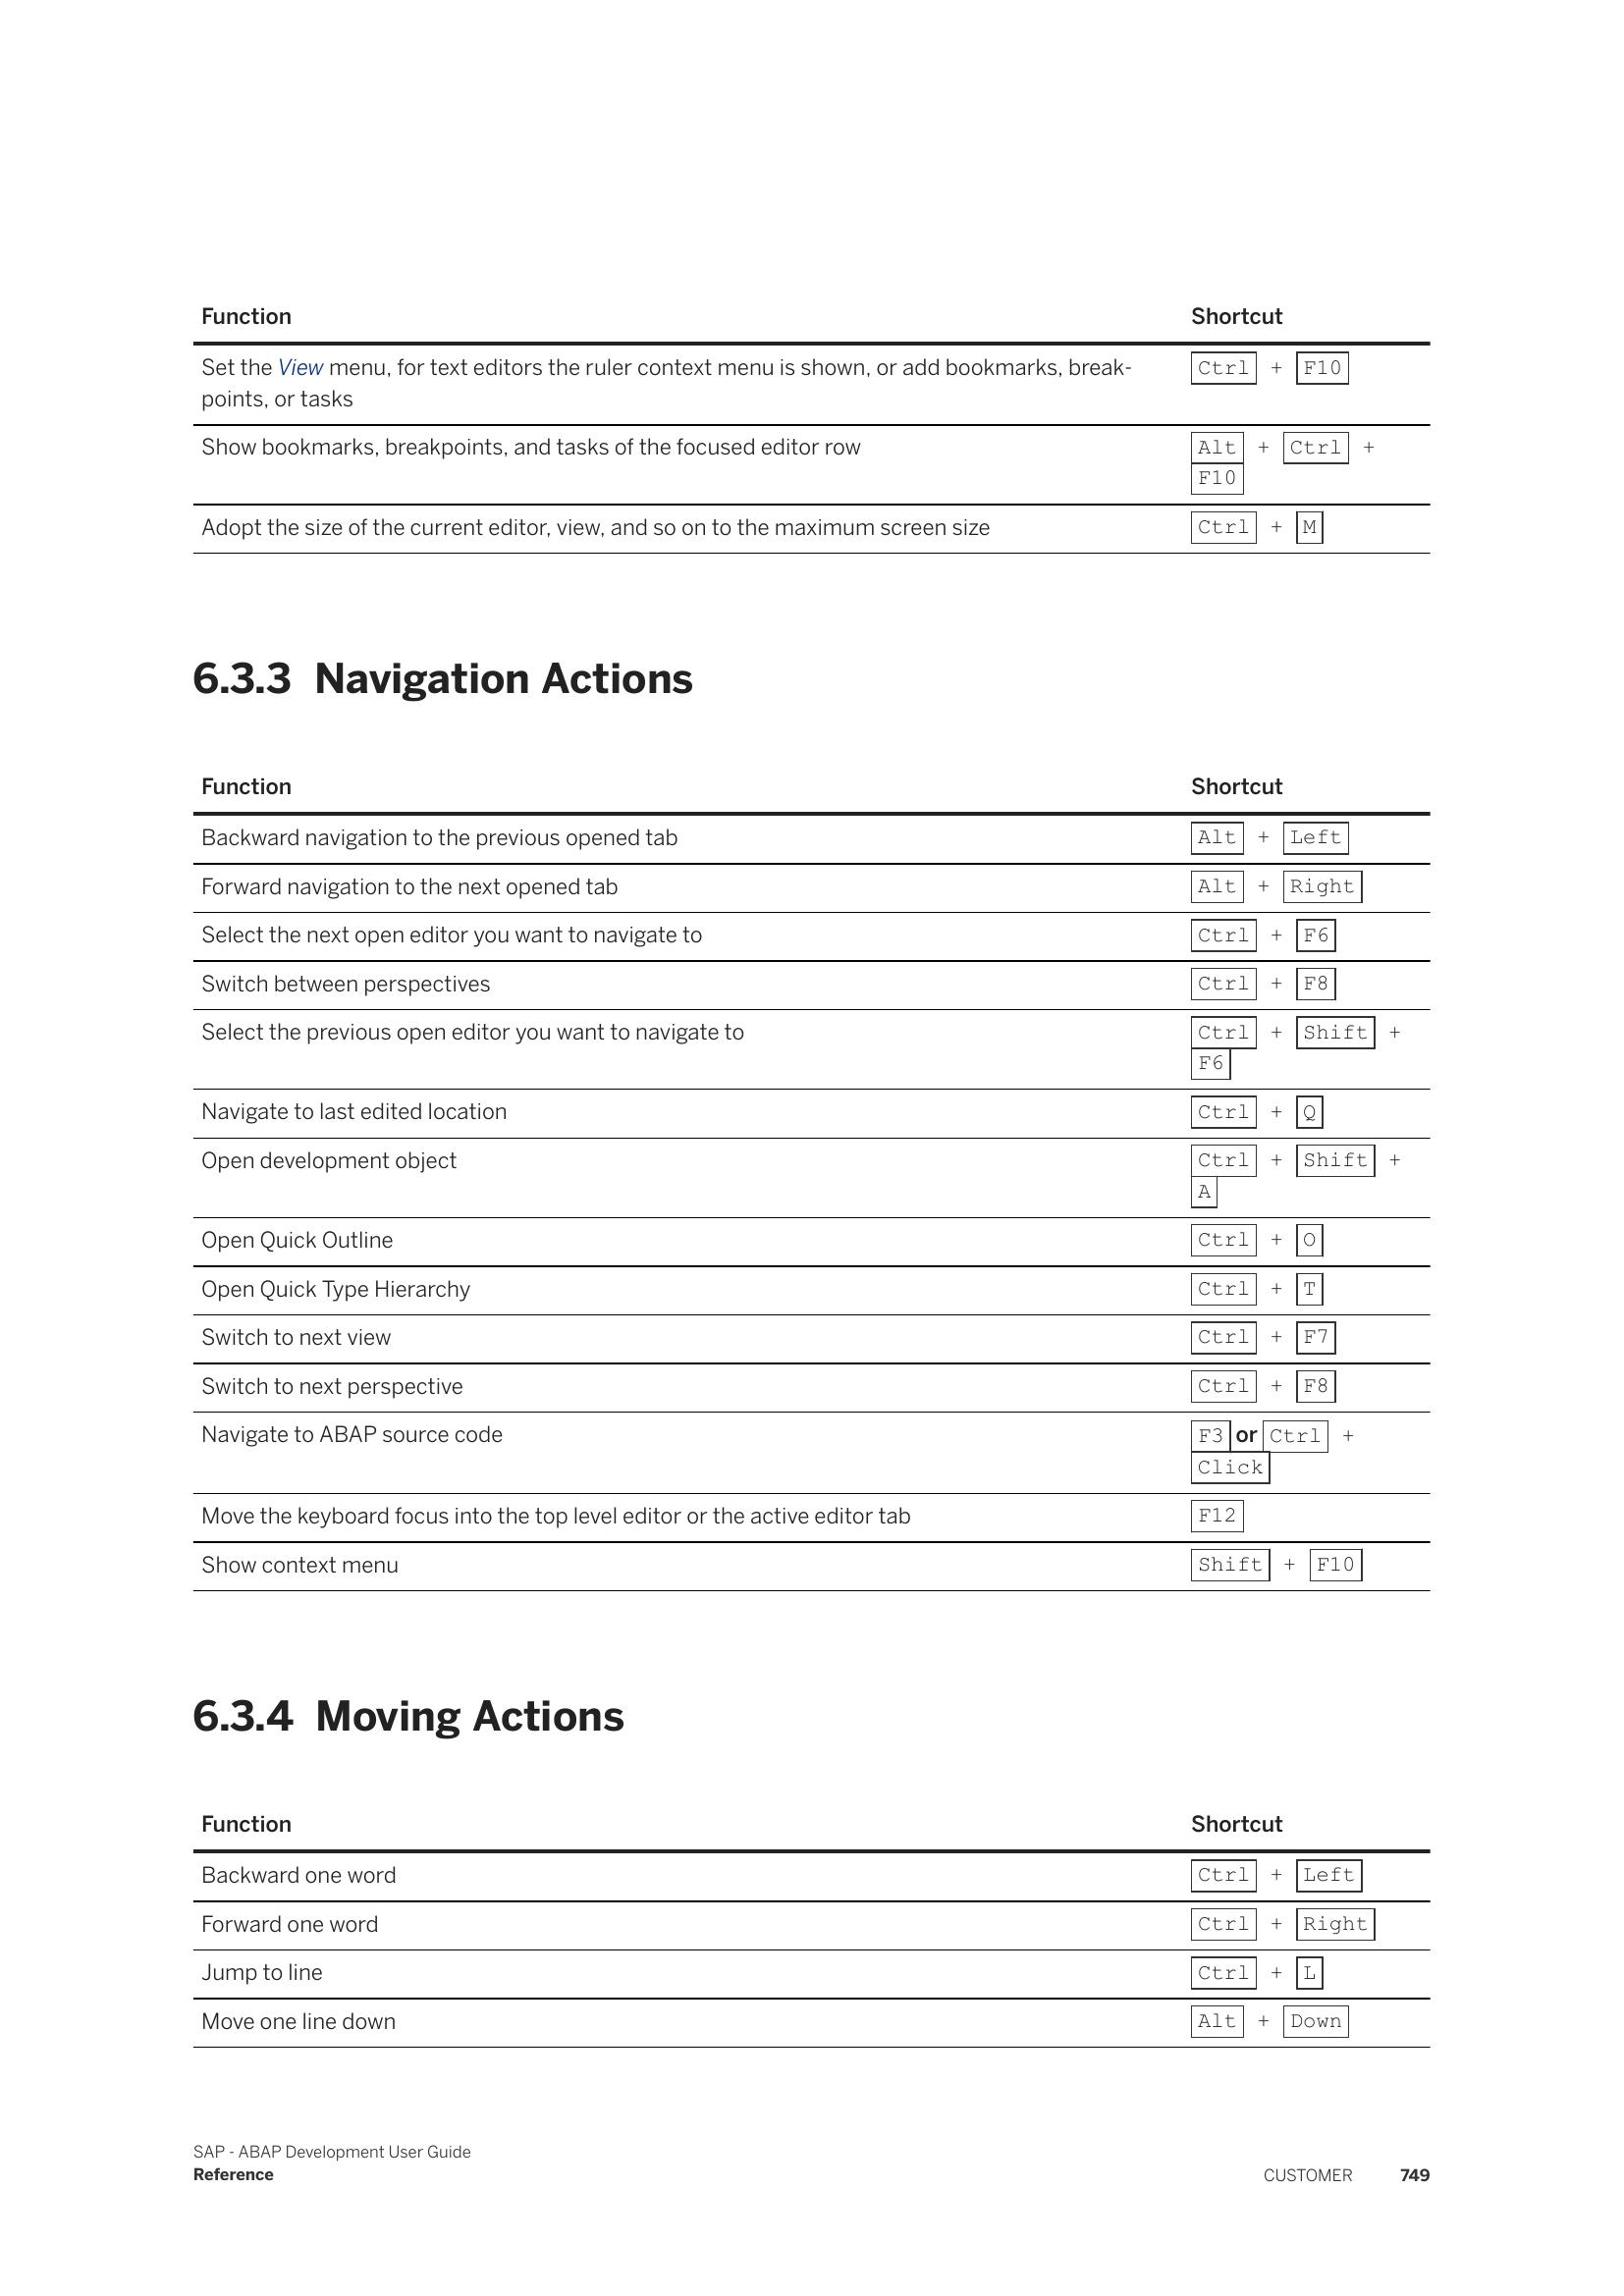 Function Shortcut
Set the View menu, for text editors the ruler context menu is shown, or add bookmarks, break- Ctrl + F10
points, or tasks
Show bookmarks, breakpoints, and tasks of the focused editor row Alt + Ctrl +
F10
Adopt the size of the current editor, view, and so on to the maximum screen size Ctrl + M
6.3.3 Navigation Actions
Function Shortcut
Backward navigation to the previous opened tab Alt + Left
Forward navigation to the next opened tab Alt + Right
Select the next open editor you want to navigate to Ctrl + F6
Switch between perspectives Ctrl + F8
Select the previous open editor you want to navigate to Ctrl + Shift +
F6
Navigate to last edited location Ctrl + Q
Open development object Ctrl + Shift +
A
Open Quick Outline Ctrl + O
Open Quick Type Hierarchy Ctrl + T
Switch to next view Ctrl + F7
Switch to next perspective Ctrl + F8
Navigate to ABAP source code F3 or Ctrl +
Click
Move the keyboard focus into the top level editor or the active editor tab F12
Show context menu Shift + F10
6.3.4 Moving Actions
Function Shortcut
Backward one word Ctrl + Left
Forward one word Ctrl + Right
Jump to line Ctrl + L
Move one line down Alt + Down
SAP - ABAP Development User Guide
Reference CUSTOMER 749